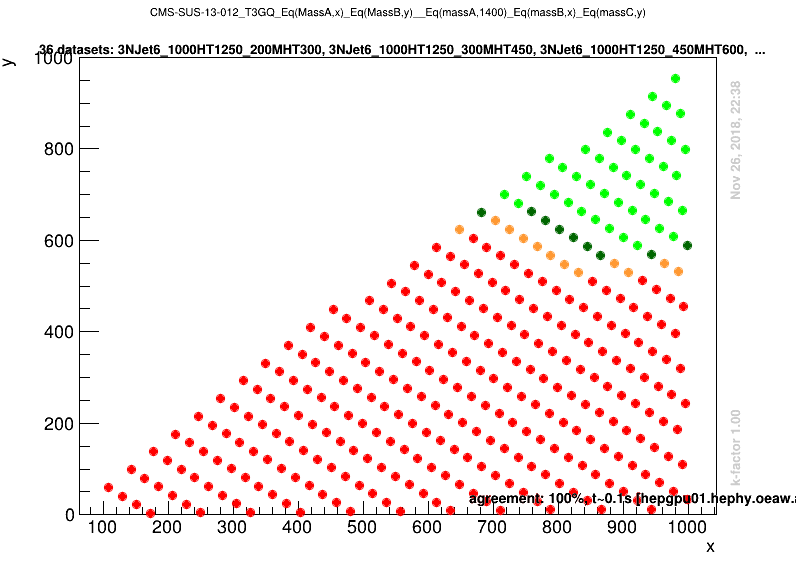 CMS-SUS-13-012_T3GQ_Eq(MassA,x)_Eq(MassB,y)__Eq(massA,1400)_Eq(massB,x)_Eq(massC,y)
36 datasets: 3NJet6_1000HT1250_200MHT300, 3NJet6_1000HT1250_300MHT450, 3NJet6_1000HT1250_450MHT600, ...
y
1000
800
600
400
200
0
Nov 26, 2018, 22:38
k-factor 1.00
agreement: 100%, t~0.1s [hepgpu01.hephy.oeaw.a
100 200 300 400 500 600 700 800 900 1000
x